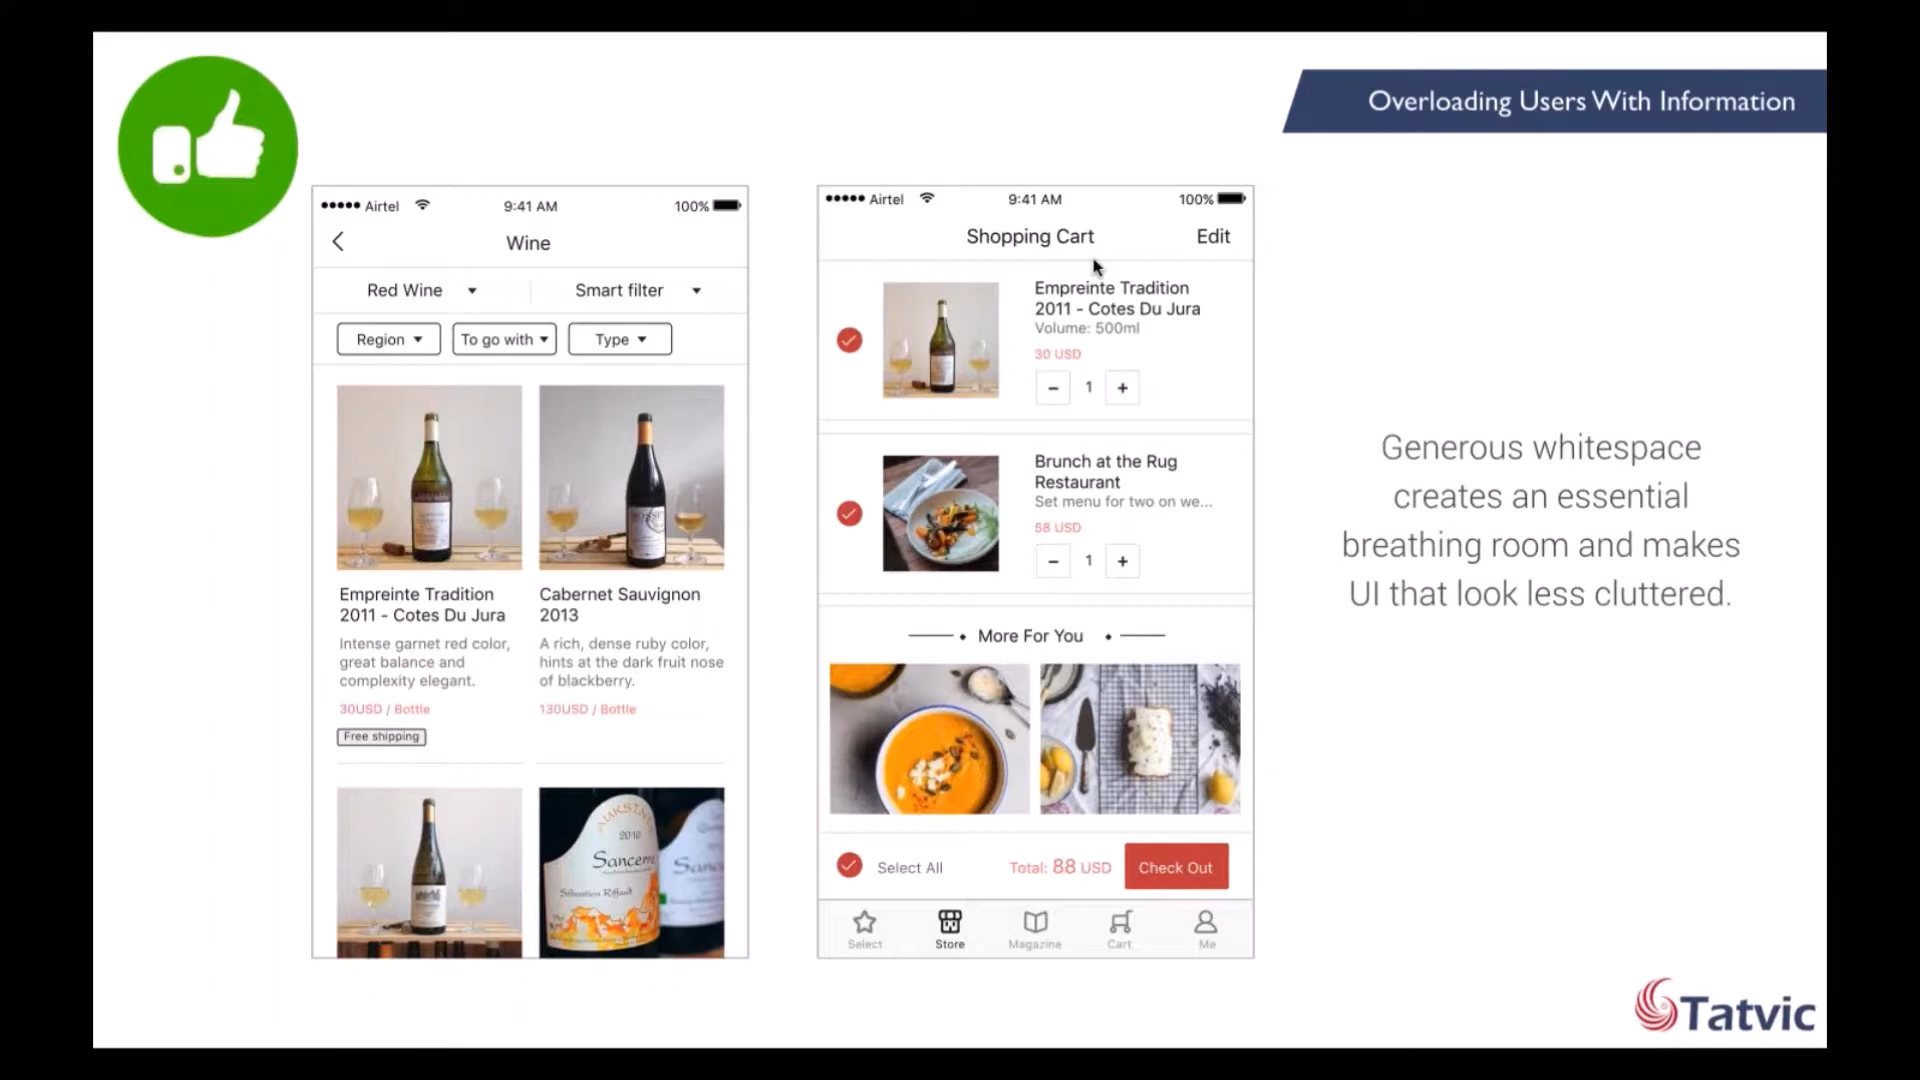 Overloading Users With Information
Airtel 9:41 AM 100%
Wine
Red Wine Smart filter
Region To go with Type
Empreinte Tradition
2011 - Cotes Du Jura
Intense garnet red color,
great balance and
complexity elegant.
30USD / Bottle
Free shipping
Cabernet Sauvignon
2013
A rich, dense ruby color,
hints at the dark fruit nose
of blackberry.
130USD / Bottle
2010
Sancerre
Sébastien Riffault
Airtel 9:41 AM 100%
Shopping Cart Edit
Empreinte Tradition
2011 - Cotes Du Jura
Volume: 500ml
30 USD
− 1 +
Brunch at the Rug
Restaurant
Set menu for two on we...
58 USD
− 1 +
More For You
Select All Total: 88 USD Check Out
Select Store Magazine Cart Me
Generous whitespace
creates an essential
breathing room and makes
UI that look less cluttered.
Tatvic